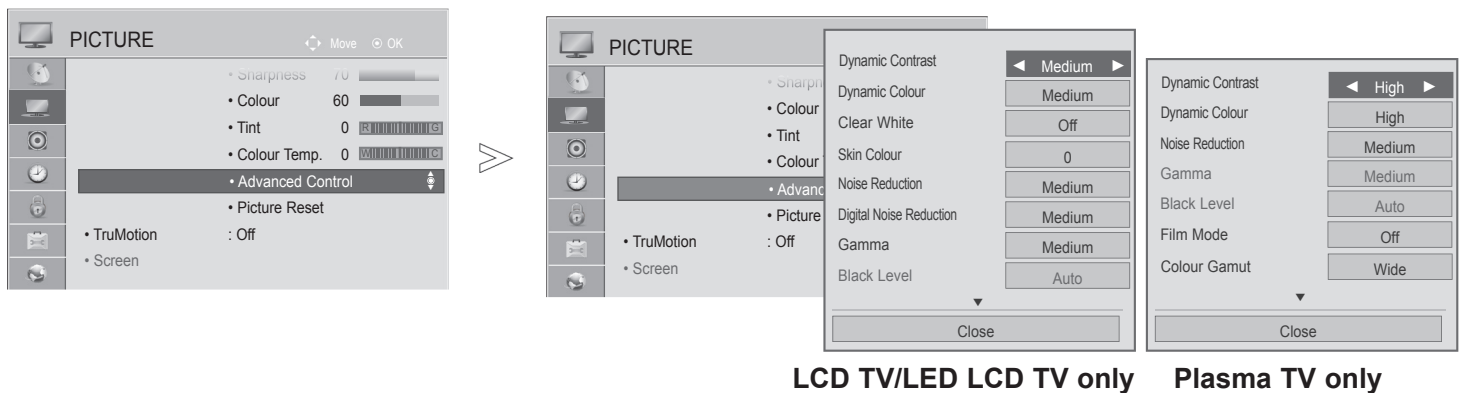 PICTURE
Move OK
• Sharpness 70
• Colour 60
• Tint 0 R G
• Colour Temp. 0 W C
• Advanced Control
• Picture Reset
• TruMotion : Off
• Screen
PICTURE
• Sharpn
• Colour
• Tint
• Colour
• Advanc
• Picture
• TruMotion : Off
• Screen
Dynamic Contrast ◀ Medium ▶
Dynamic Colour Medium
Clear White Off
Skin Colour 0
Noise Reduction Medium
Digital Noise Reduction Medium
Gamma Medium
Black Level Auto
▼
Close
Dynamic Contrast ◀ High ▶
Dynamic Colour High
Noise Reduction Medium
Gamma Medium
Black Level Auto
Film Mode Off
Colour Gamut Wide
▼
Close
LCD TV/LED LCD TV only
Plasma TV only